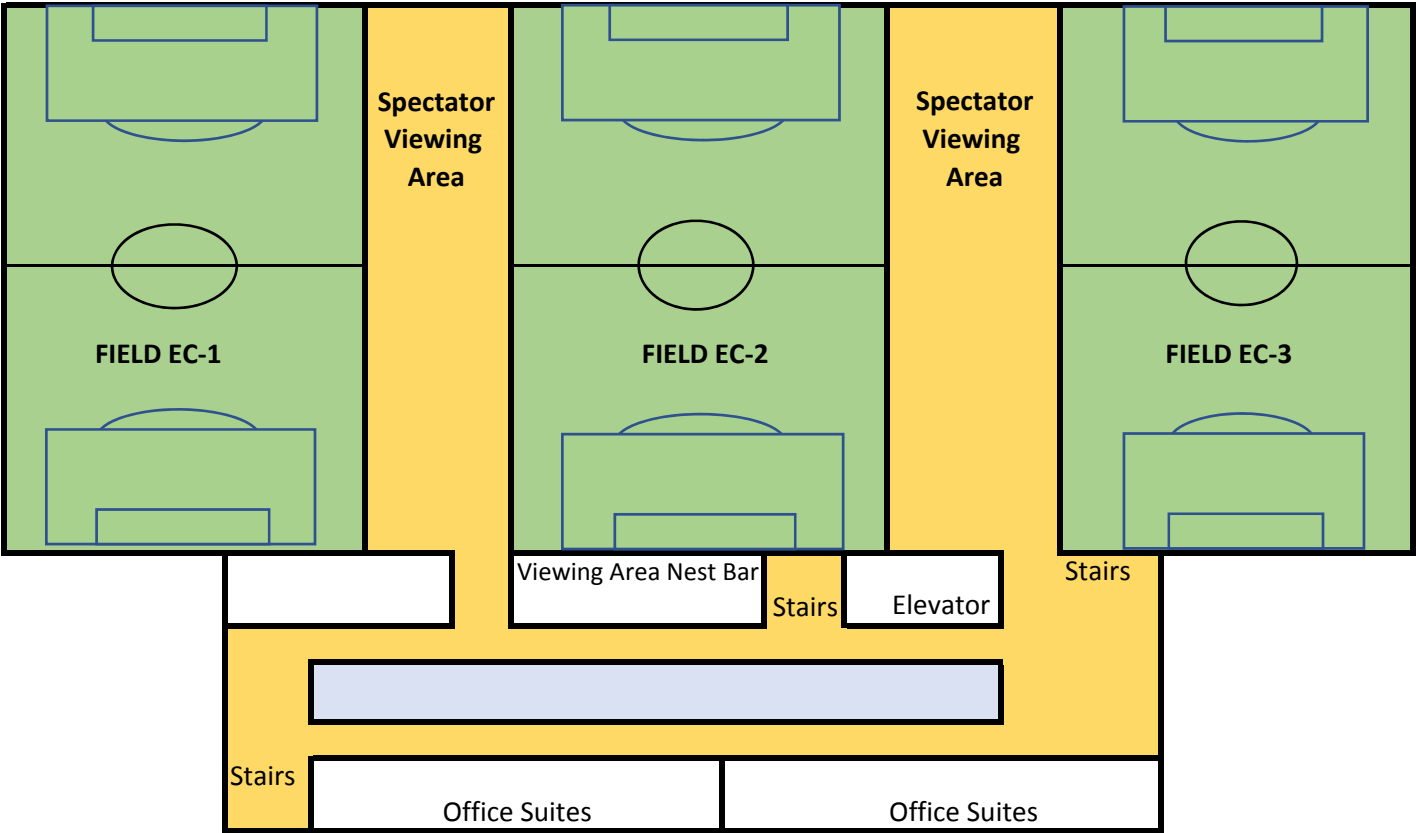 Spectator
Viewing
Area
Spectator
Viewing
Area
FIELD EC-1
FIELD EC-2
FIELD EC-3
Viewing Area Nest Bar
Stairs
Elevator
Stairs
Stairs
Office Suites
Office Suites